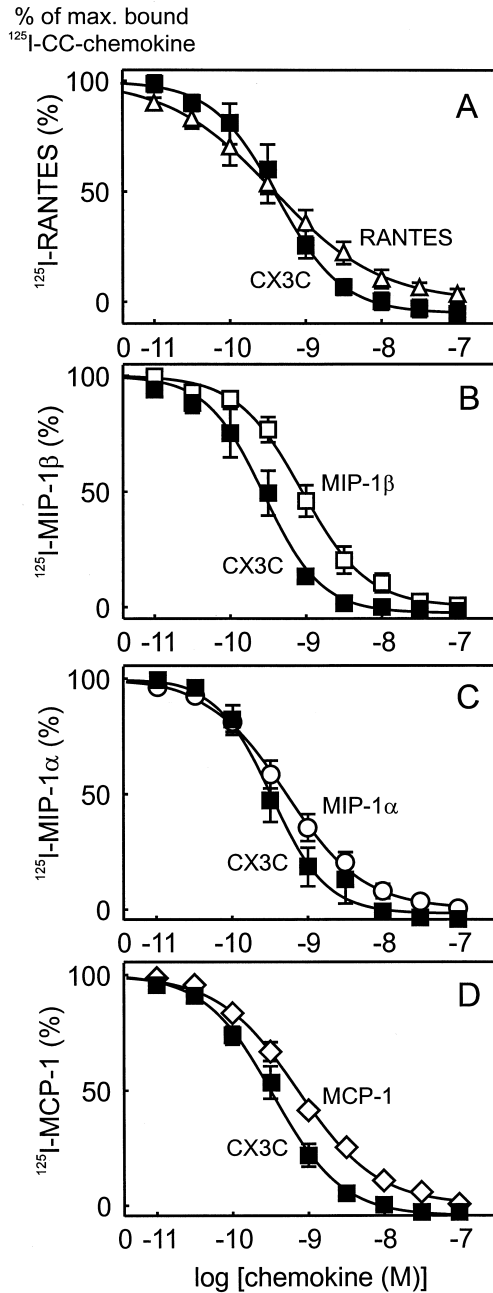 % of max. bound
¹²⁵I-CC-chemokine
100
50
0
¹²⁵I-RANTES (%)
A
RANTES
CX3C
0 -11 -10 -9 -8 -7
100
50
0
¹²⁵I-MIP-1β (%)
B
MIP-1β
CX3C
0 -11 -10 -9 -8 -7
100
50
0
¹²⁵I-MIP-1α (%)
C
MIP-1α
CX3C
0 -11 -10 -9 -8 -7
100
50
0
¹²⁵I-MCP-1 (%)
D
MCP-1
CX3C
0 -11 -10 -9 -8 -7
log [chemokine (M)]